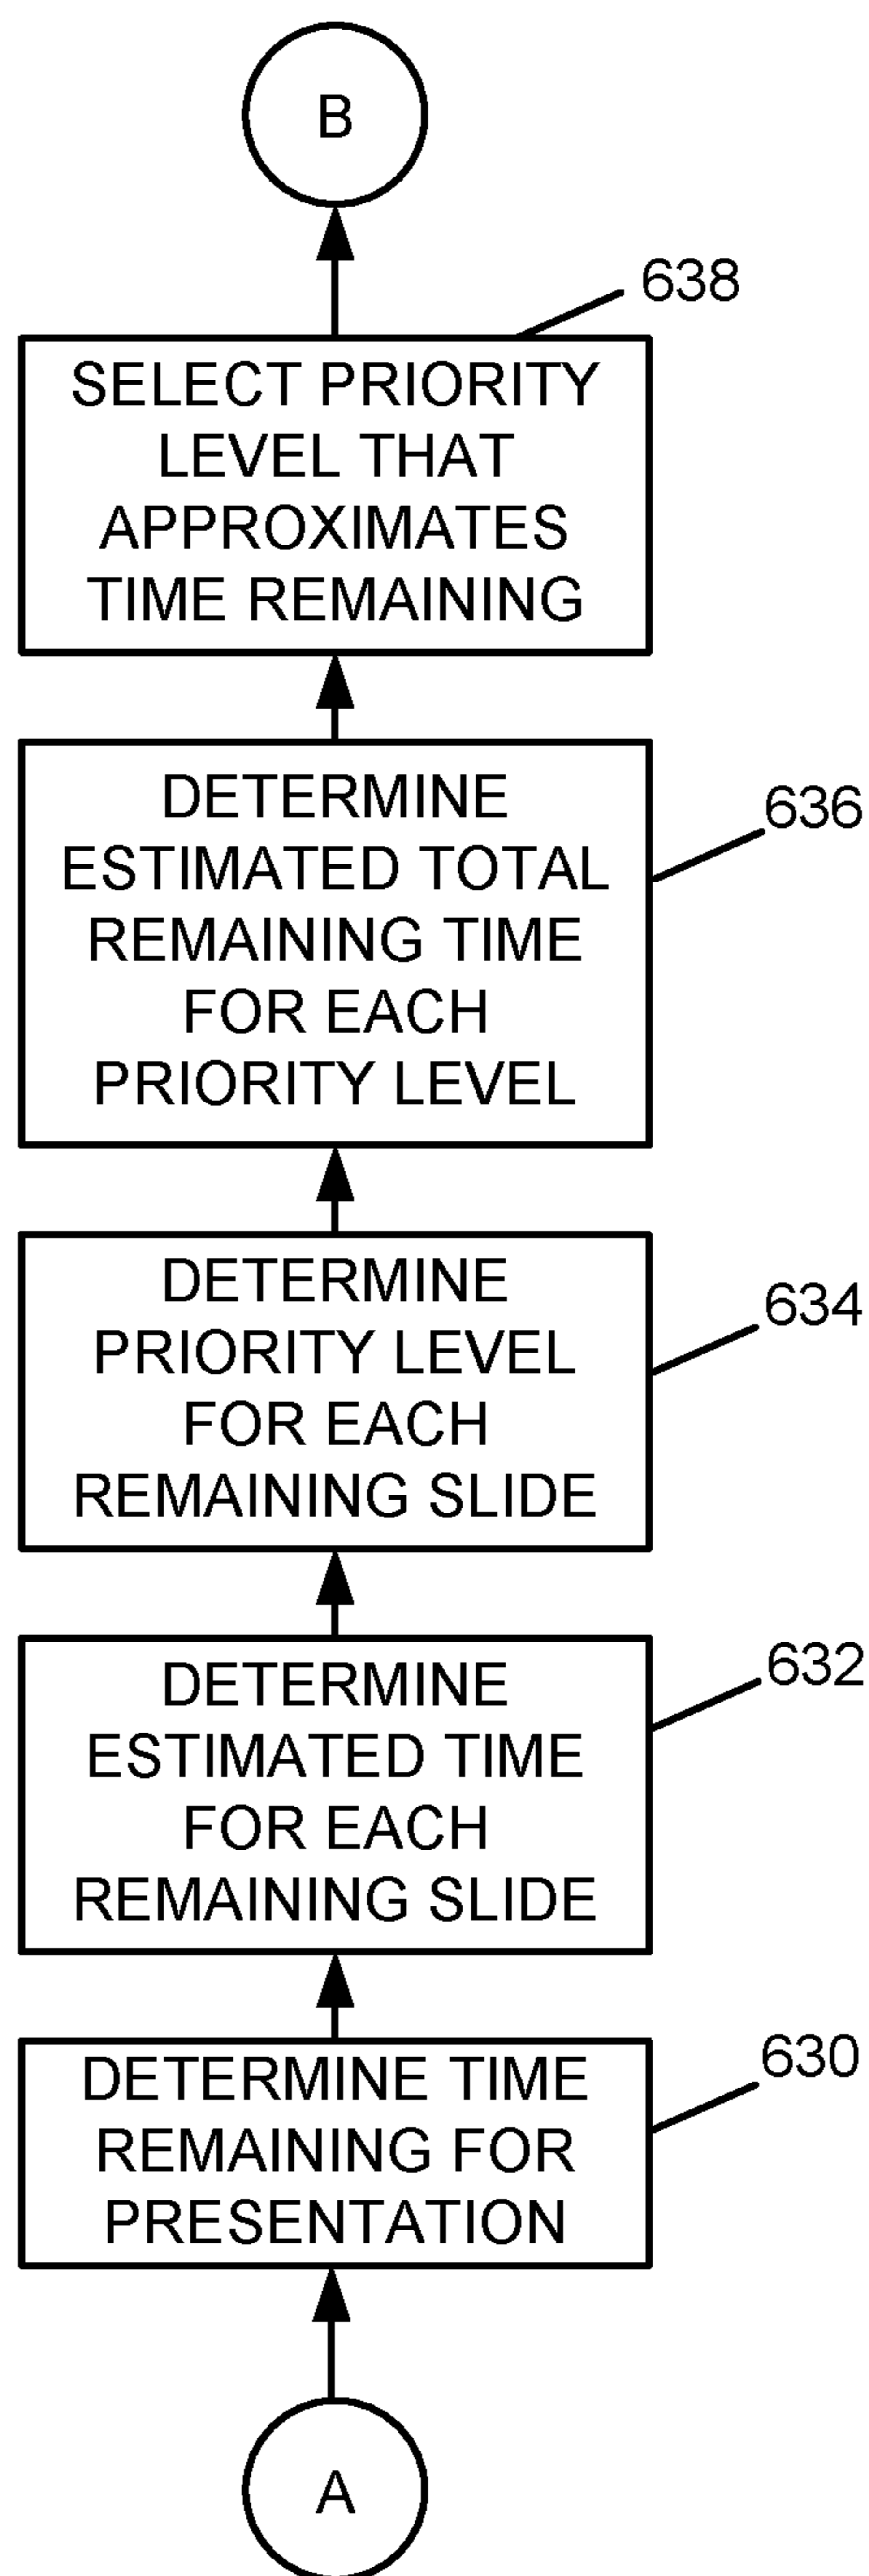 B
638
SELECT PRIORITY
LEVEL THAT
APPROXIMATES
TIME REMAINING
636
DETERMINE
ESTIMATED TOTAL
REMAINING TIME
FOR EACH
PRIORITY LEVEL
634
DETERMINE
PRIORITY LEVEL
FOR EACH
REMAINING SLIDE
632
DETERMINE
ESTIMATED TIME
FOR EACH
REMAINING SLIDE
630
DETERMINE TIME
REMAINING FOR
PRESENTATION
A